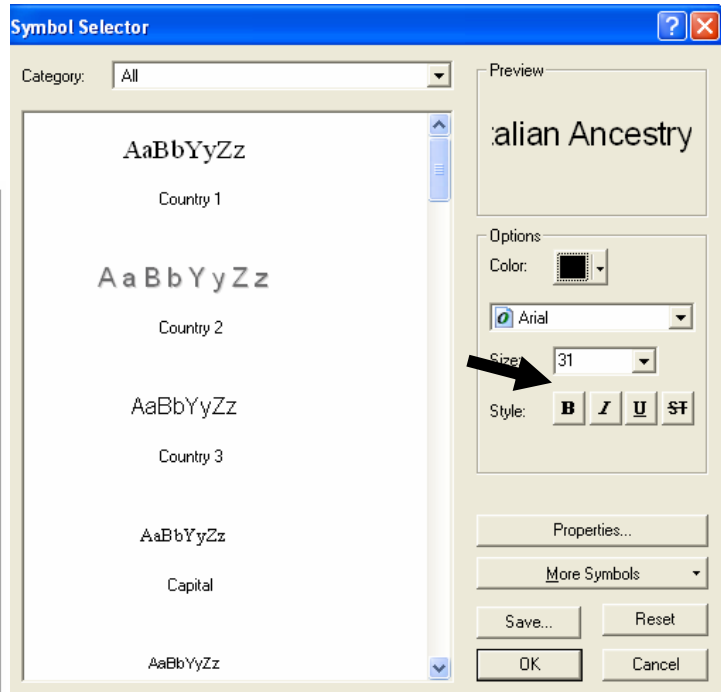 Symbol Selector
Category: All
AaBbYyZz
Country 1
AaBbYyZz
Country 2
AaBbYyZz
Country 3
AaBbYyZz
Capital
AaBbYyZz
Preview
alian Ancestry
Options
Color:
Arial
Size: 31
Style: B I U ST
Properties...
More Symbols
Save... Reset
OK Cancel